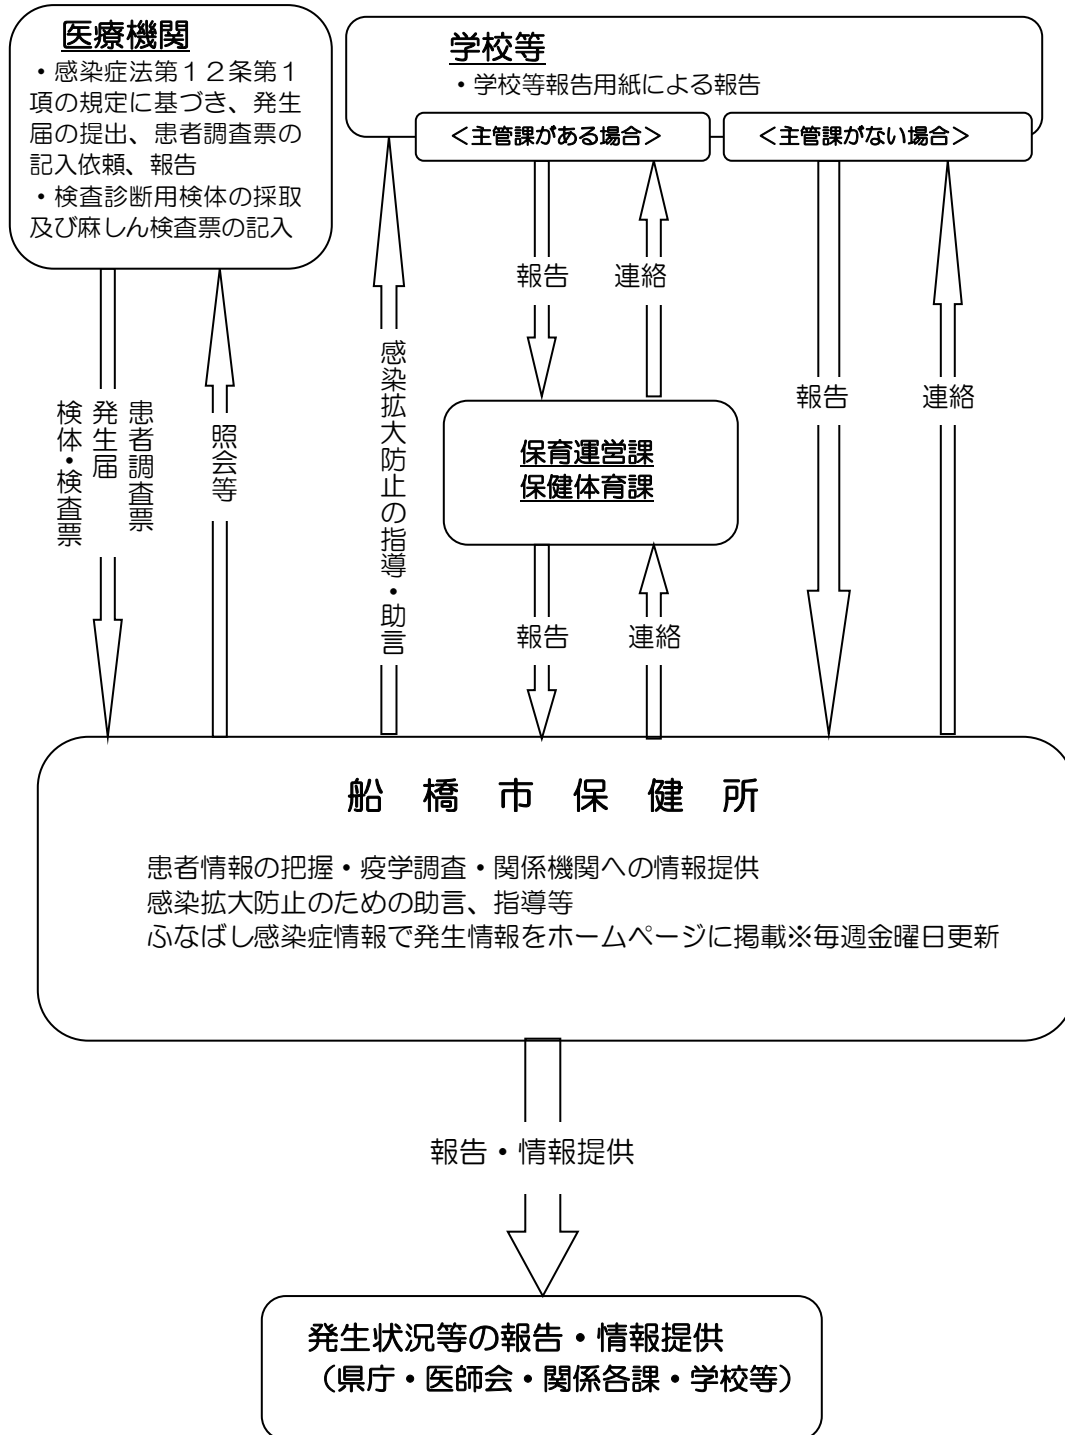 医療機関
・感染症法第１２条第１
項の規定に基づき、発生
届の提出、患者調査票の
記入依頼、報告
・検査診断用検体の採取
及び麻しん検査票の記入
学校等
・学校等報告用紙による報告
＜主管課がある場合＞
＜主管課がない場合＞
報告
連絡
報告
連絡
患者調査票
発生届
検体・検査票
照会等
感染拡大防止の指導・助言
保育運営課
保健体育課
報告
連絡
船橋市保健所
患者情報の把握・疫学調査・関係機関への情報提供
感染拡大防止のための助言、指導等
ふなばし感染症情報で発生情報をホームページに掲載※毎週金曜日更新
報告・情報提供
発生状況等の報告・情報提供
（県庁・医師会・関係各課・学校等）